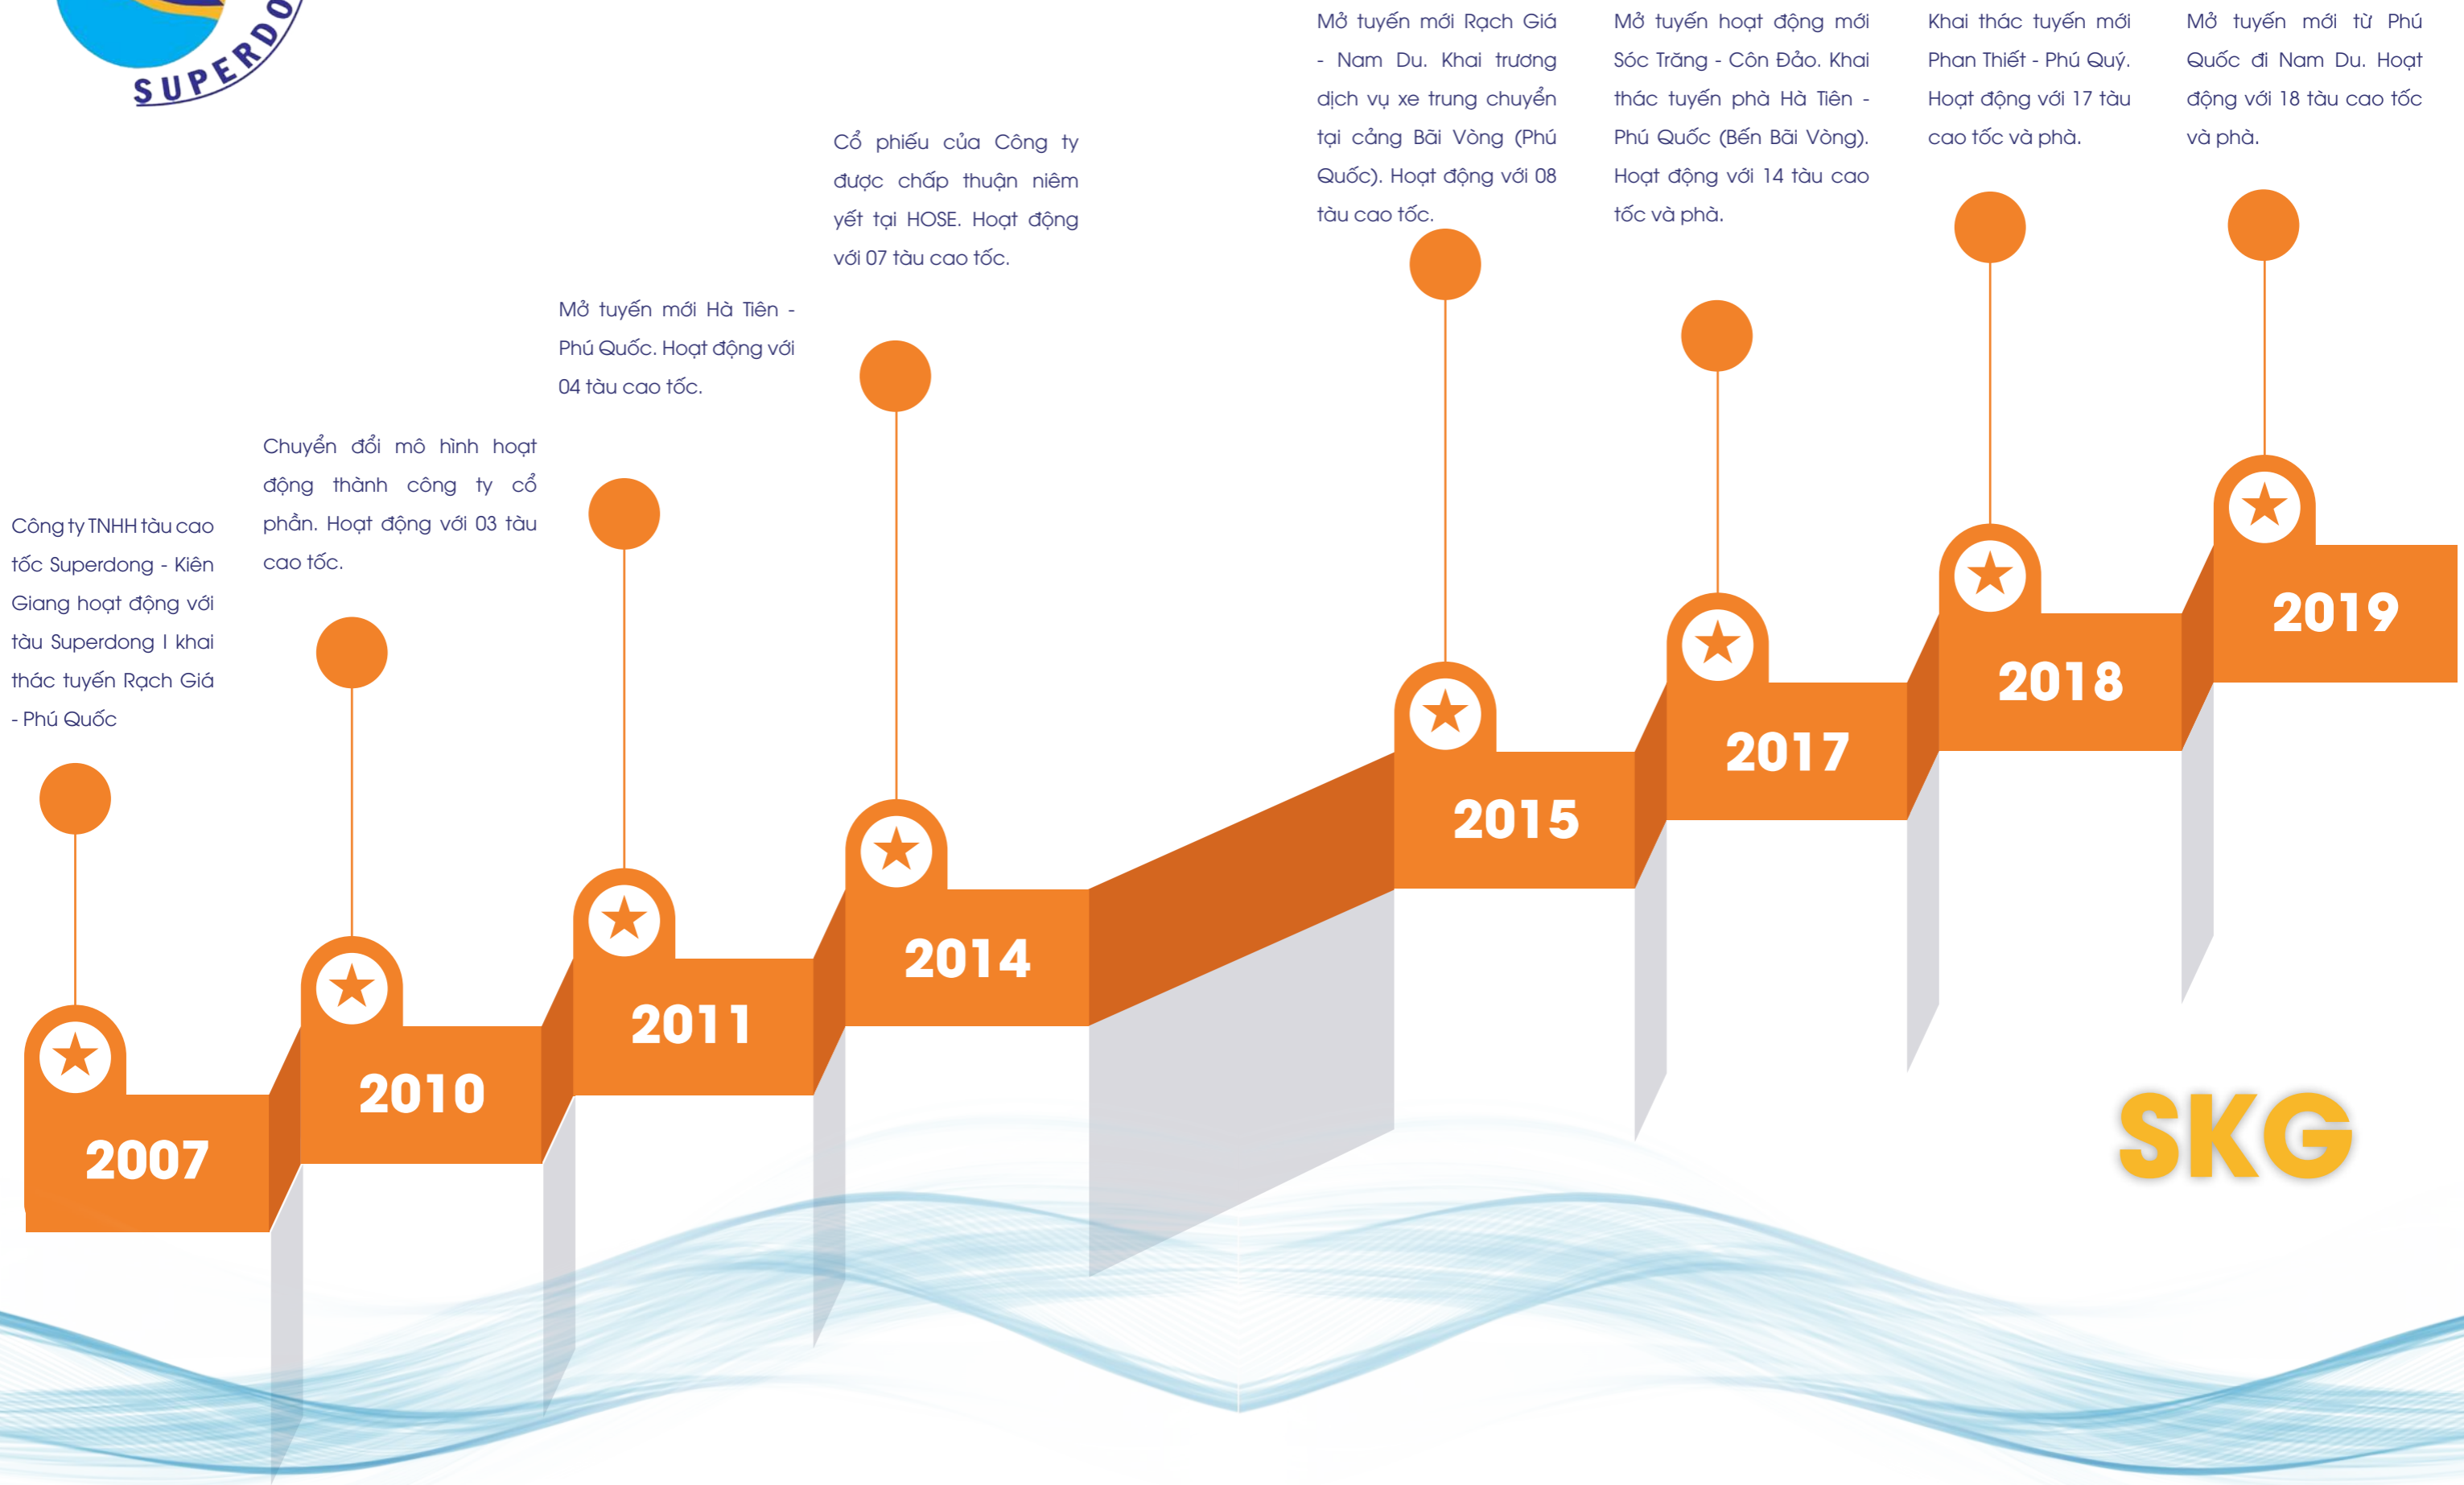 Công ty TNHH tàu cao
tốc Superdong - Kiên
Giang hoạt động với
tàu Superdong I khai
thác tuyến Rạch Giá
- Phú Quốc
2007
Chuyển đổi mô hình hoạt
động thành công ty cổ
phần. Hoạt động với 03 tàu
cao tốc.
2010
Mở tuyến mới Hà Tiên -
Phú Quốc. Hoạt động với
04 tàu cao tốc.
2011
Cổ phiếu của Công ty
được chấp thuận niêm
yết tại HOSE. Hoạt động
với 07 tàu cao tốc.
2014
Mở tuyến mới Rạch Giá
- Nam Du. Khai trương
dịch vụ xe trung chuyển
tại cảng Bãi Vòng (Phú
Quốc). Hoạt động với 08
tàu cao tốc.
2015
Mở tuyến hoạt động mới
Sóc Trăng - Côn Đảo. Khai
thác tuyến phà Hà Tiên -
Phú Quốc (Bến Bãi Vòng).
Hoạt động với 14 tàu cao
tốc và phà.
2017
Khai thác tuyến mới
Phan Thiết - Phú Quý.
Hoạt động với 17 tàu
cao tốc và phà.
2018
Mở tuyến mới từ Phú
Quốc đi Nam Du. Hoạt
động với 18 tàu cao tốc
và phà.
2019
SKG